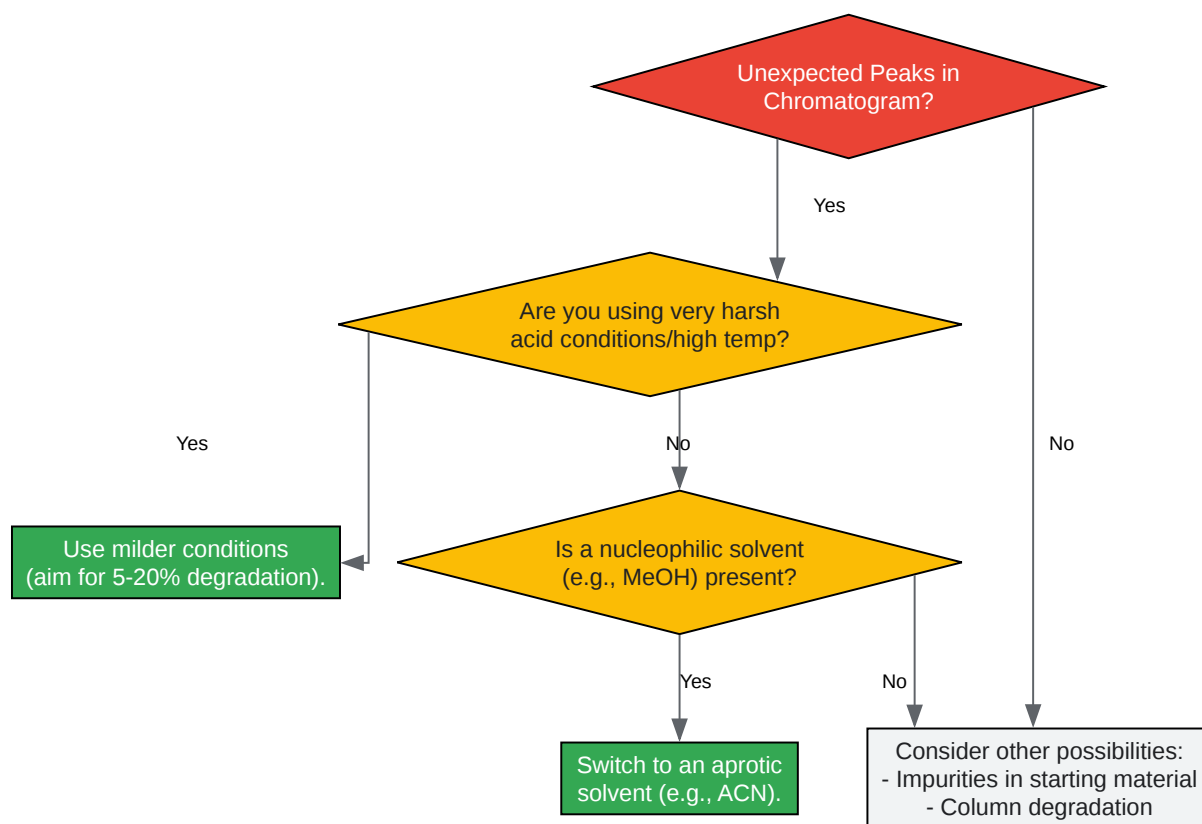 Unexpected Peaks in
Chromatogram?
Yes
Are you using very harsh
acid conditions/high temp?
Yes
No
No
Use milder conditions
(aim for 5-20% degradation).
Is a nucleophilic solvent
(e.g., MeOH) present?
Yes
No
Switch to an aprotic
solvent (e.g., ACN).
Consider other possibilities:
- Impurities in starting material
- Column degradation